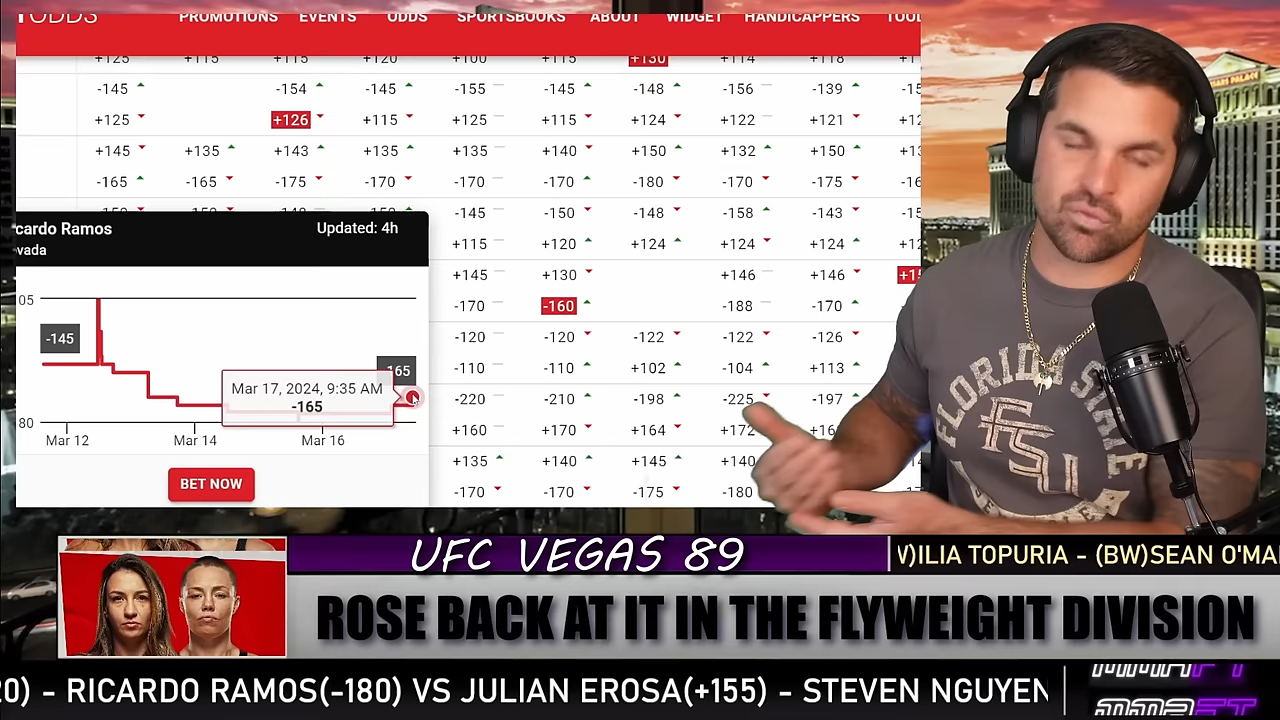 ODDS PROMOTIONS EVENTS ODDS SPORTSBOOKS ABOUT WIDGET HANDICAPPERS TOOL
+125 +115 +115 +120 +100 +115 +130 +114 +118
-145 -154 -145 -155 -145 -148 -156 -139
+125 +126 +115 +125 +115 +124 +122 +121
+145 +135 +143 +135 +135 +140 +150 +132 +150
-165 -165 -175 -170 -170 -170 -180 -170 -175
-145 -150 -148 -158 -143
+115 +120 +124 +124 +124
+145 +130 +146 +146
-170 -160 -188 -170
-120 -120 -122 -122 -126
-110 -110 +102 -104 +113
-220 -210 -198 -225 -197
+160 +170 +164 +172
+135 +140 +145 +140
-170 -170 -175 -180
cardo Ramos Updated: 4h
vada
05
-145
165
Mar 17, 2024, 9:35 AM
-165
80
Mar 12 Mar 14 Mar 16
BET NOW
CAESARS PALACE
FLORIDA STATE
FSU
UFC VEGAS 89
W)ILIA TOPURIA - (BW)SEAN O'MA
ROSE BACK AT IT IN THE FLYWEIGHT DIVISION
20) - RICARDO RAMOS(-180) VS JULIAN EROSA(+155) - STEVEN NGUYEN